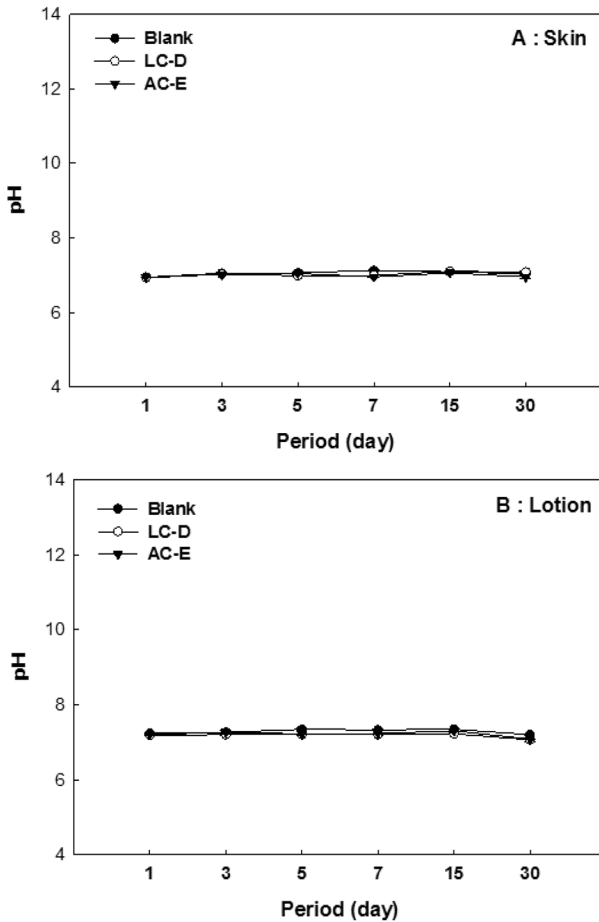 14
12
10
8
6
4
pH
Blank
LC-D
AC-E
A : Skin
1 3 5 7 15 30
Period (day)
14
12
10
8
6
4
pH
Blank
LC-D
AC-E
B : Lotion
1 3 5 7 15 30
Period (day)